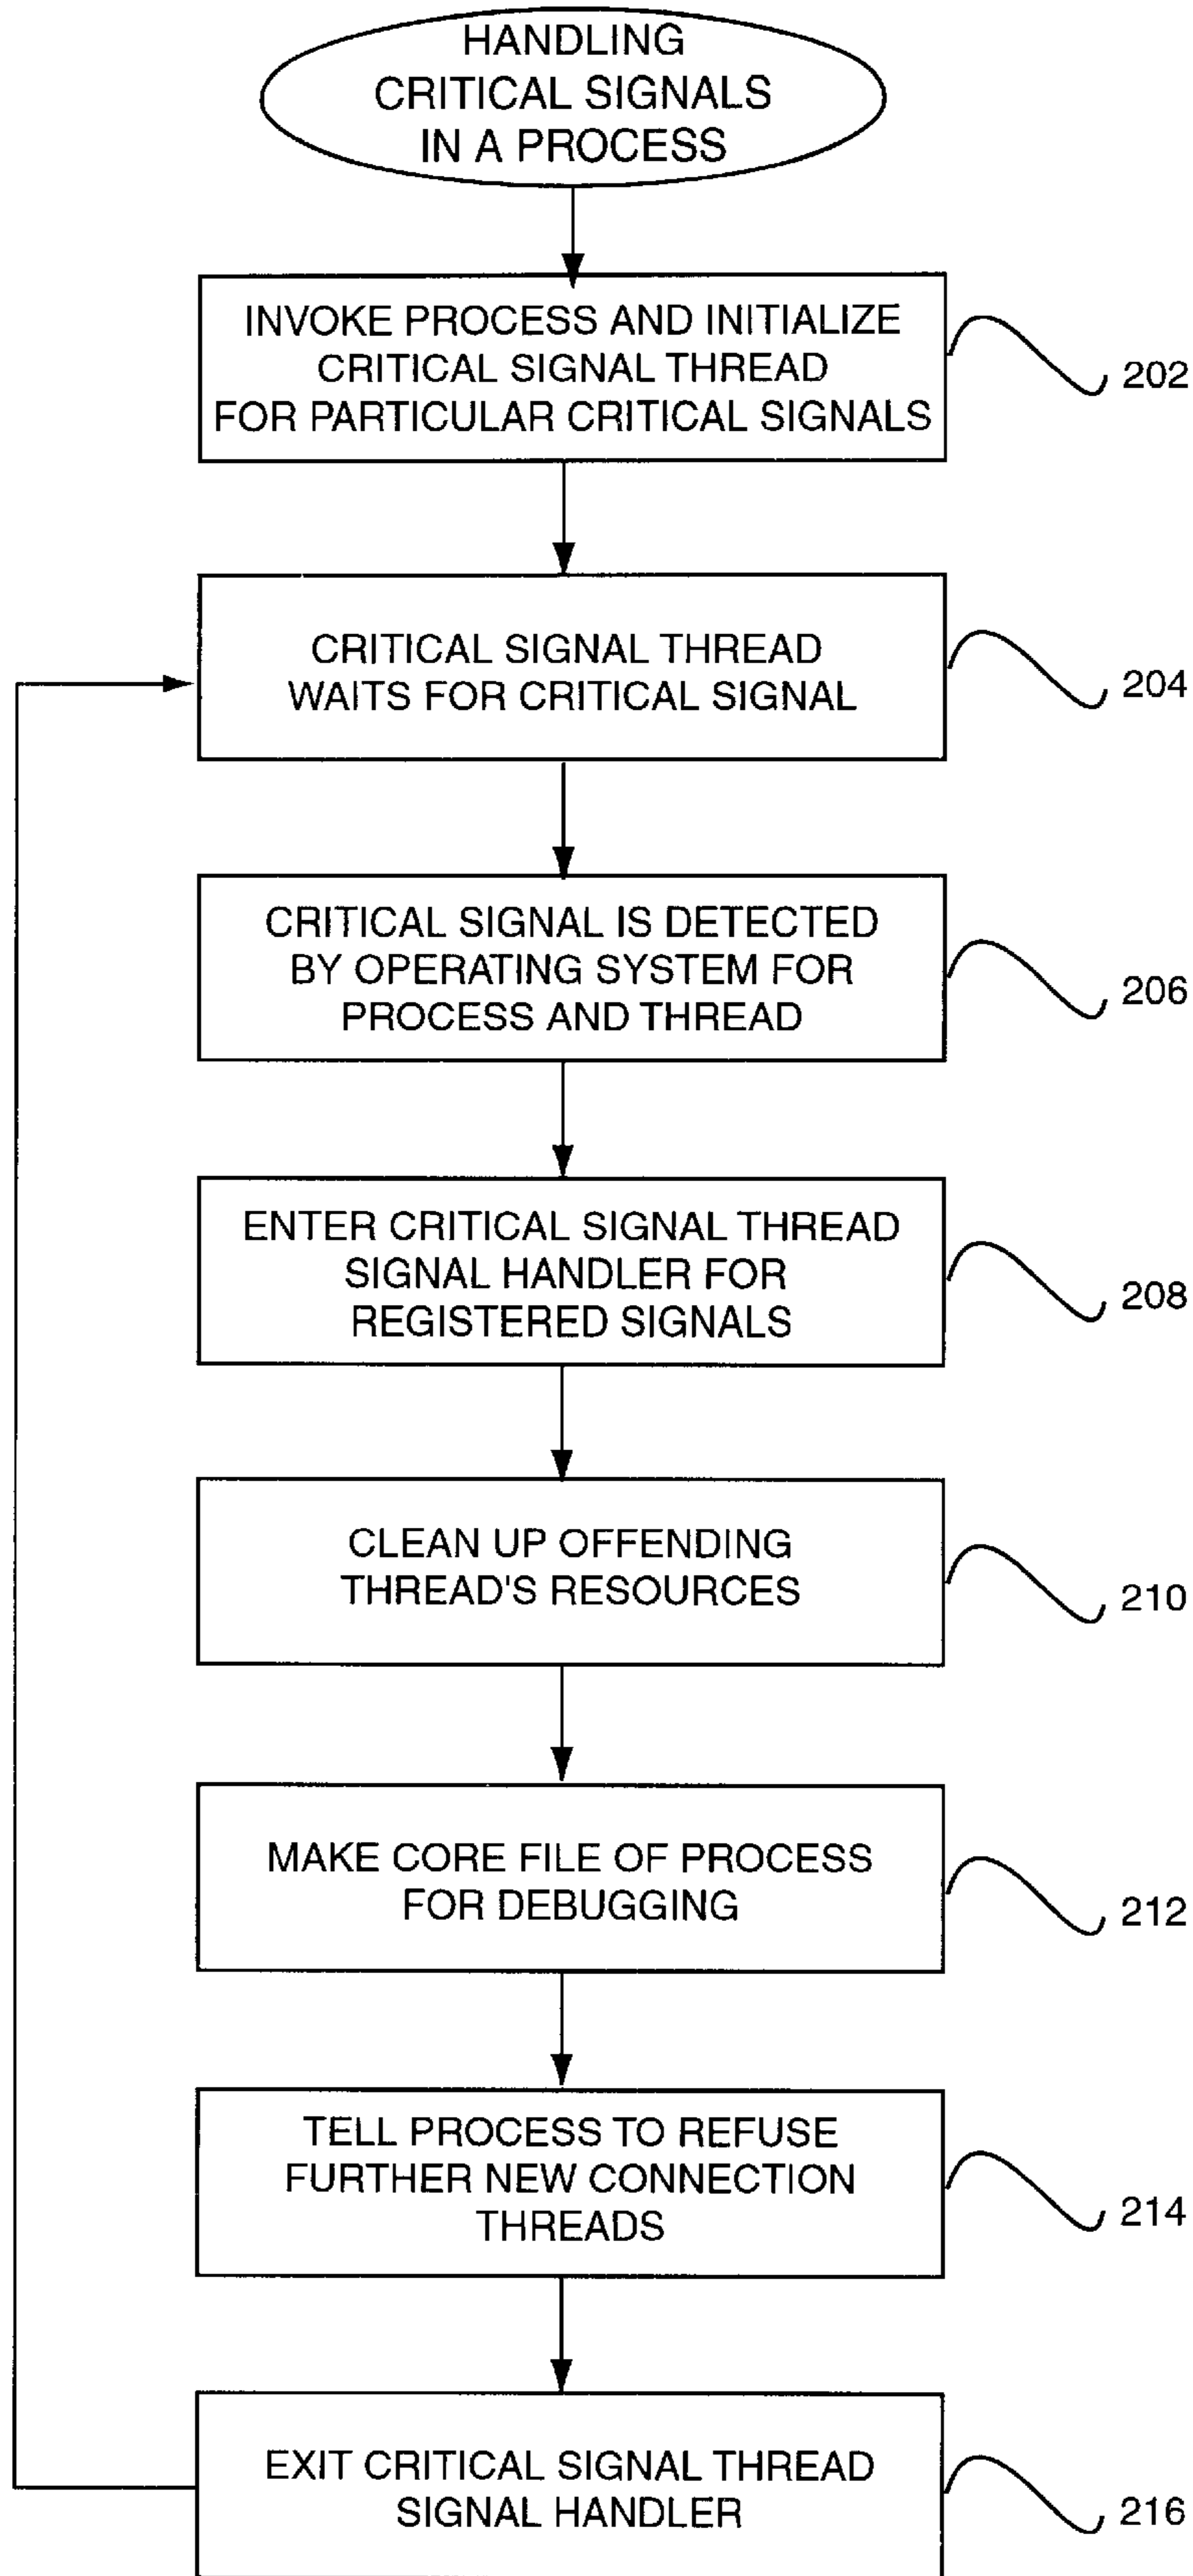 HANDLING
CRITICAL SIGNALS
IN A PROCESS
INVOKE PROCESS AND INITIALIZE
CRITICAL SIGNAL THREAD
FOR PARTICULAR CRITICAL SIGNALS
202
CRITICAL SIGNAL THREAD
WAITS FOR CRITICAL SIGNAL
204
CRITICAL SIGNAL IS DETECTED
BY OPERATING SYSTEM FOR
PROCESS AND THREAD
206
ENTER CRITICAL SIGNAL THREAD
SIGNAL HANDLER FOR
REGISTERED SIGNALS
208
CLEAN UP OFFENDING
THREAD'S RESOURCES
210
MAKE CORE FILE OF PROCESS
FOR DEBUGGING
212
TELL PROCESS TO REFUSE
FURTHER NEW CONNECTION
THREADS
214
EXIT CRITICAL SIGNAL THREAD
SIGNAL HANDLER
216